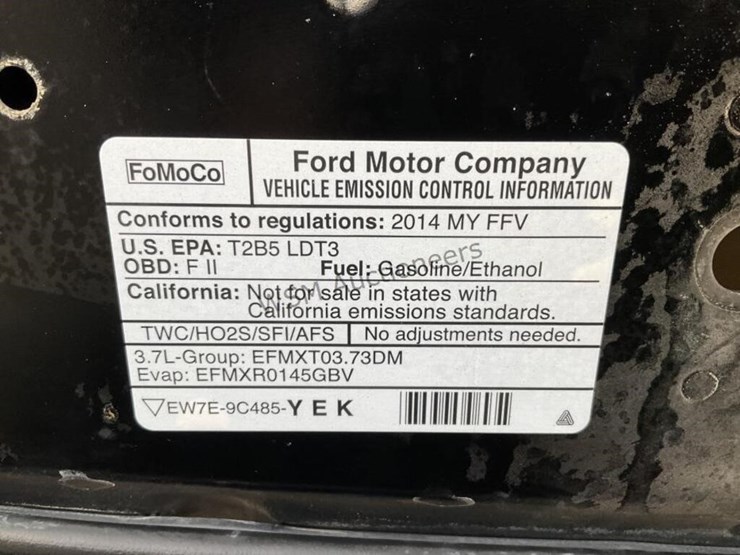 FoMoCo
Ford Motor Company
VEHICLE EMISSION CONTROL INFORMATION
Conforms to regulations: 2014 MY FFV
U.S. EPA: T2B5 LDT3
OBD: F II Fuel: Gasoline/Ethanol
California: Not for sale in states with
California emissions standards.
TWC/HO2S/SFI/AFS No adjustments needed.
3.7L-Group: EFMXT03.73DM
Evap: EFMXR0145GBV
EW7E-9C485-Y E K
WSM Auctioneers